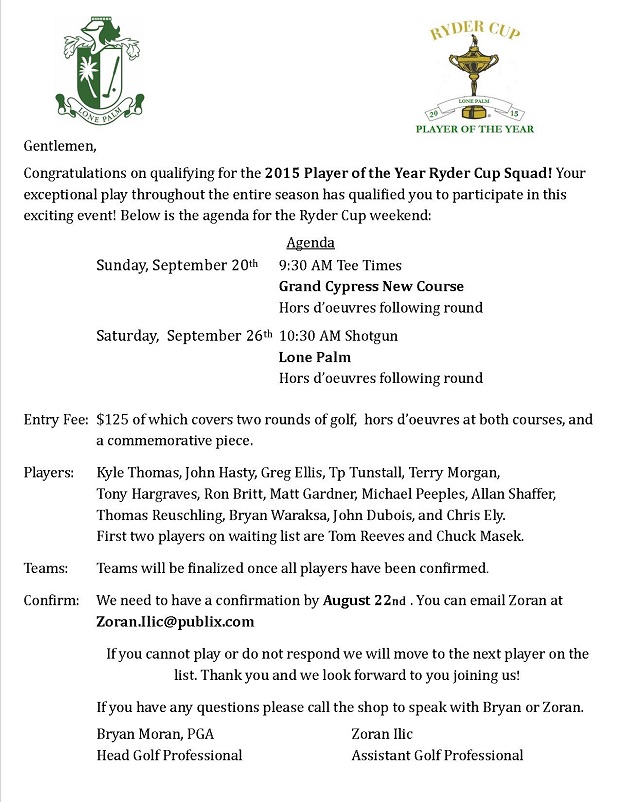 LONE PALM
RYDER CUP
LONE PALM
20 15
PLAYER OF THE YEAR
Gentlemen,
Congratulations on qualifying for the 2015 Player of the Year Ryder Cup Squad! Your
exceptional play throughout the entire season has qualified you to participate in this
exciting event! Below is the agenda for the Ryder Cup weekend:
Agenda
Sunday, September 20th 9:30 AM Tee Times
Grand Cypress New Course
Hors d'oeuvres following round
Saturday, September 26th 10:30 AM Shotgun
Lone Palm
Hors d'oeuvres following round
Entry Fee: $125 of which covers two rounds of golf, hors d'oeuvres at both courses, and
a commemorative piece.
Players: Kyle Thomas, John Hasty, Greg Ellis, Tp Tunstall, Terry Morgan,
Tony Hargraves, Ron Britt, Matt Gardner, Michael Peeples, Allan Shaffer,
Thomas Reuschling, Bryan Waraksa, John Dubois, and Chris Ely.
First two players on waiting list are Tom Reeves and Chuck Masek.
Teams: Teams will be finalized once all players have been confirmed.
Confirm: We need to have a confirmation by August 22nd . You can email Zoran at
Zoran.Ilic@publix.com
If you cannot play or do not respond we will move to the next player on the
list. Thank you and we look forward to you joining us!
If you have any questions please call the shop to speak with Bryan or Zoran.
Bryan Moran, PGA Zoran Ilic
Head Golf Professional Assistant Golf Professional